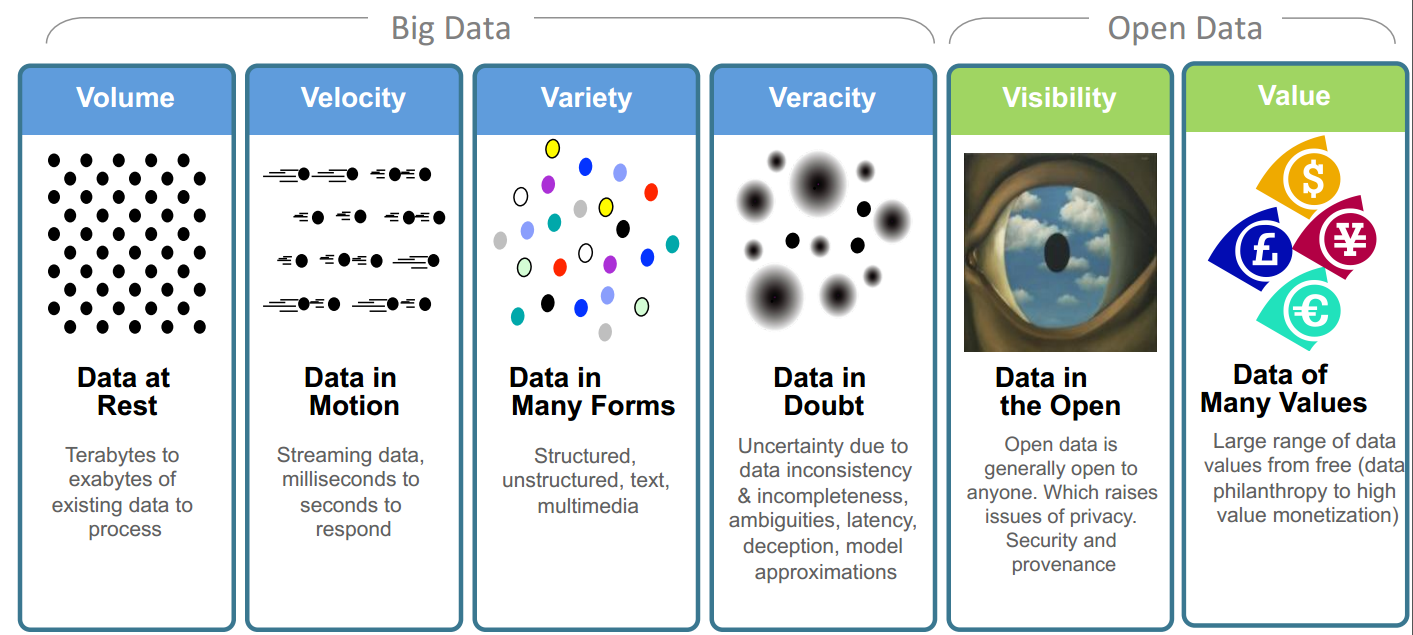 Big Data
Open Data
Volume
Data at
Rest
Terabytes to
exabytes of
existing data to
process
Velocity
Data in
Motion
Streaming data,
milliseconds to
seconds to
respond
Variety
Data in
Many Forms
Structured,
unstructured, text,
multimedia
Veracity
Data in
Doubt
Uncertainty due to
data inconsistency
& incompleteness,
ambiguities, latency,
deception, model
approximations
Visibility
Data in
the Open
Open data is
generally open to
anyone. Which raises
issues of privacy.
Security and
provenance
Value
$
£
¥
€
Data of
Many Values
Large range of data
values from free (data
philanthropy to high
value monetization)